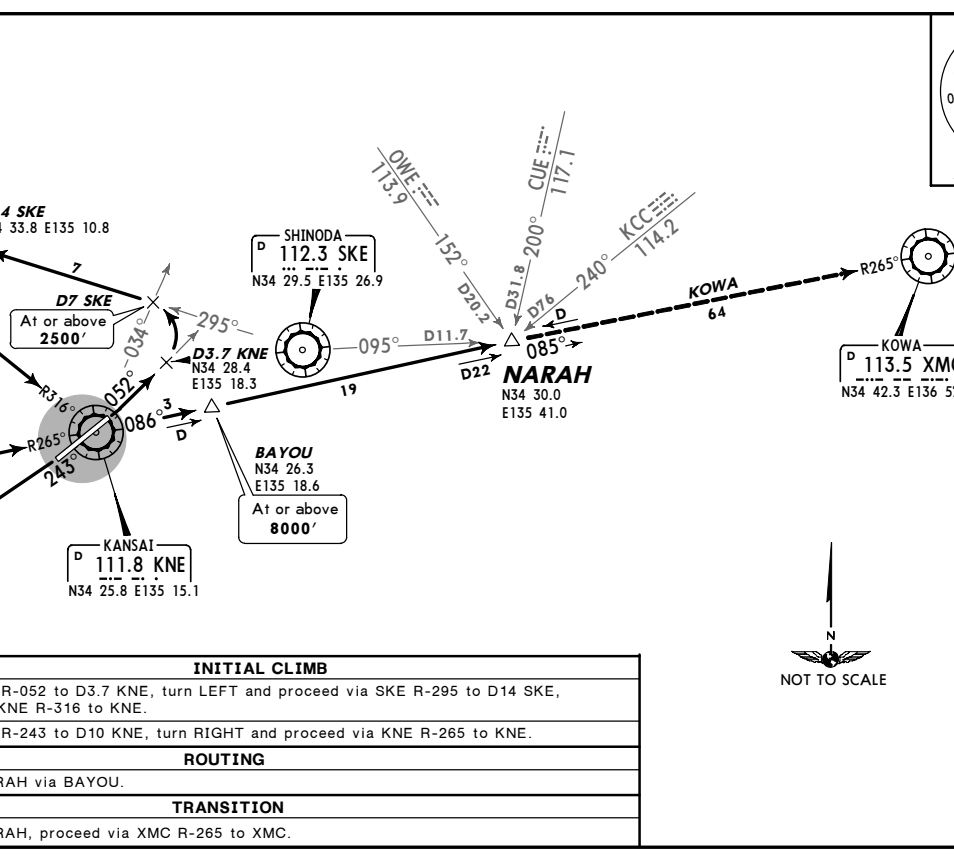 4 SKE
33.8 E135 10.8
7
D7 SKE
At or above
2500′
034°
295°
SHINODA
D 112.3 SKE
N34 29.5 E135 26.9
OWE
113.9
152°
D20.2
CUE
117.1
200°
D31.8
KCC
114.2
240°
D76
095°
D11.7
D3.7 KNE
N34 28.4
E135 18.3
R316°
052°
R265°
243°
086°
3
D
19
D22
D
085°
NARAH
N34 30.0
E135 41.0
KOWA
64
R265°
KOWA
D 113.5 XMC
N34 42.3 E136 5
BAYOU
N34 26.3
E135 18.6
At or above
8000′
KANSAI
D 111.8 KNE
N34 25.8 E135 15.1
N
NOT TO SCALE
INITIAL CLIMB
R-052 to D3.7 KNE, turn LEFT and proceed via SKE R-295 to D14 SKE,
KNE R-316 to KNE.
R-243 to D10 KNE, turn RIGHT and proceed via KNE R-265 to KNE.
ROUTING
RAH via BAYOU.
TRANSITION
RAH, proceed via XMC R-265 to XMC.